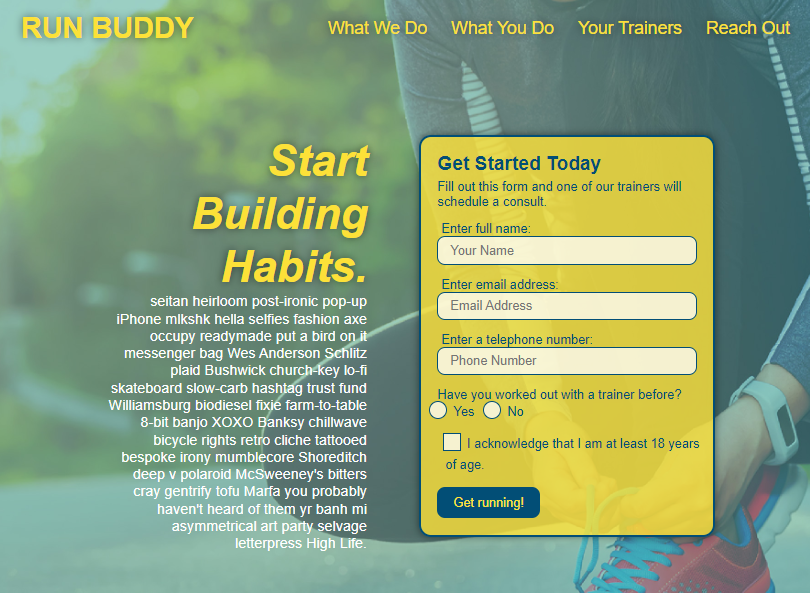 RUN BUDDY
What We Do What You Do Your Trainers Reach Out
Start
Building
Habits.
seitan heirloom post-ironic pop-up
iPhone mlkshk hella selfies fashion axe
occupy readymade put a bird on it
messenger bag Wes Anderson Schlitz
plaid Bushwick church-key lo-fi
skateboard slow-carb hashtag trust fund
Williamsburg biodiesel fixie farm-to-table
8-bit banjo XOXO Banksy chillwave
bicycle rights retro cliche tattooed
bespoke irony mumblecore Shoreditch
deep v polaroid McSweeney's bitters
cray gentrify tofu Marfa you probably
haven't heard of them yr banh mi
asymmetrical art party selvage
letterpress High Life.
Get Started Today
Fill out this form and one of our trainers will
schedule a consult.
Enter full name:
Your Name
Enter email address:
Email Address
Enter a telephone number:
Phone Number
Have you worked out with a trainer before?
Yes No
I acknowledge that I am at least 18 years
of age.
Get running!